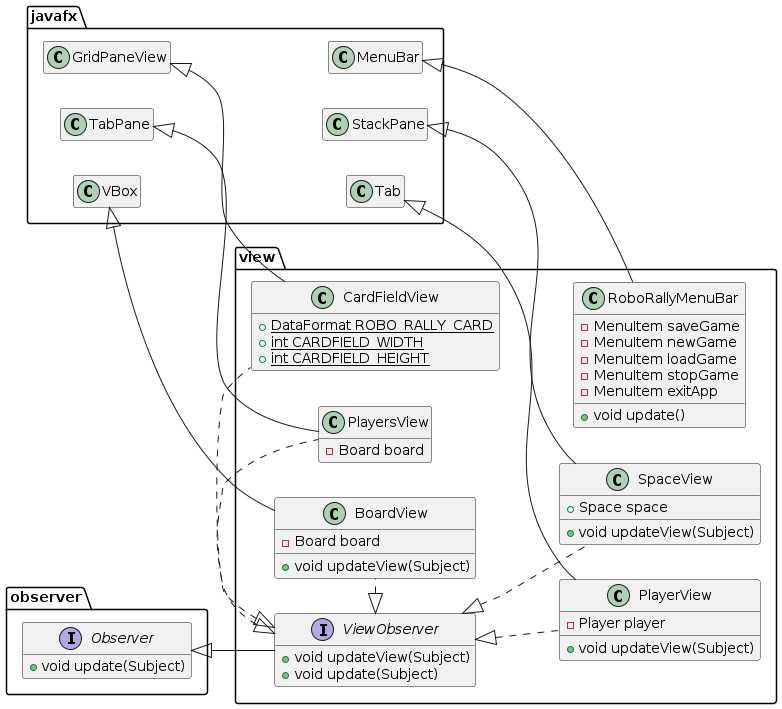 javafx
C GridPaneView
C MenuBar
C TabPane
C StackPane
C VBox
C Tab
view
C CardFieldView
DataFormat ROBO_RALLY_CARD
int CARDFIELD_WIDTH
int CARDFIELD_HEIGHT
C RoboRallyMenuBar
MenuItem saveGame
MenuItem newGame
MenuItem loadGame
MenuItem stopGame
MenuItem exitApp
void update()
C PlayersView
Board board
C SpaceView
Space space
void updateView(Subject)
C BoardView
Board board
void updateView(Subject)
C PlayerView
Player player
void updateView(Subject)
observer
I Observer
void update(Subject)
I ViewObserver
void updateView(Subject)
void update(Subject)